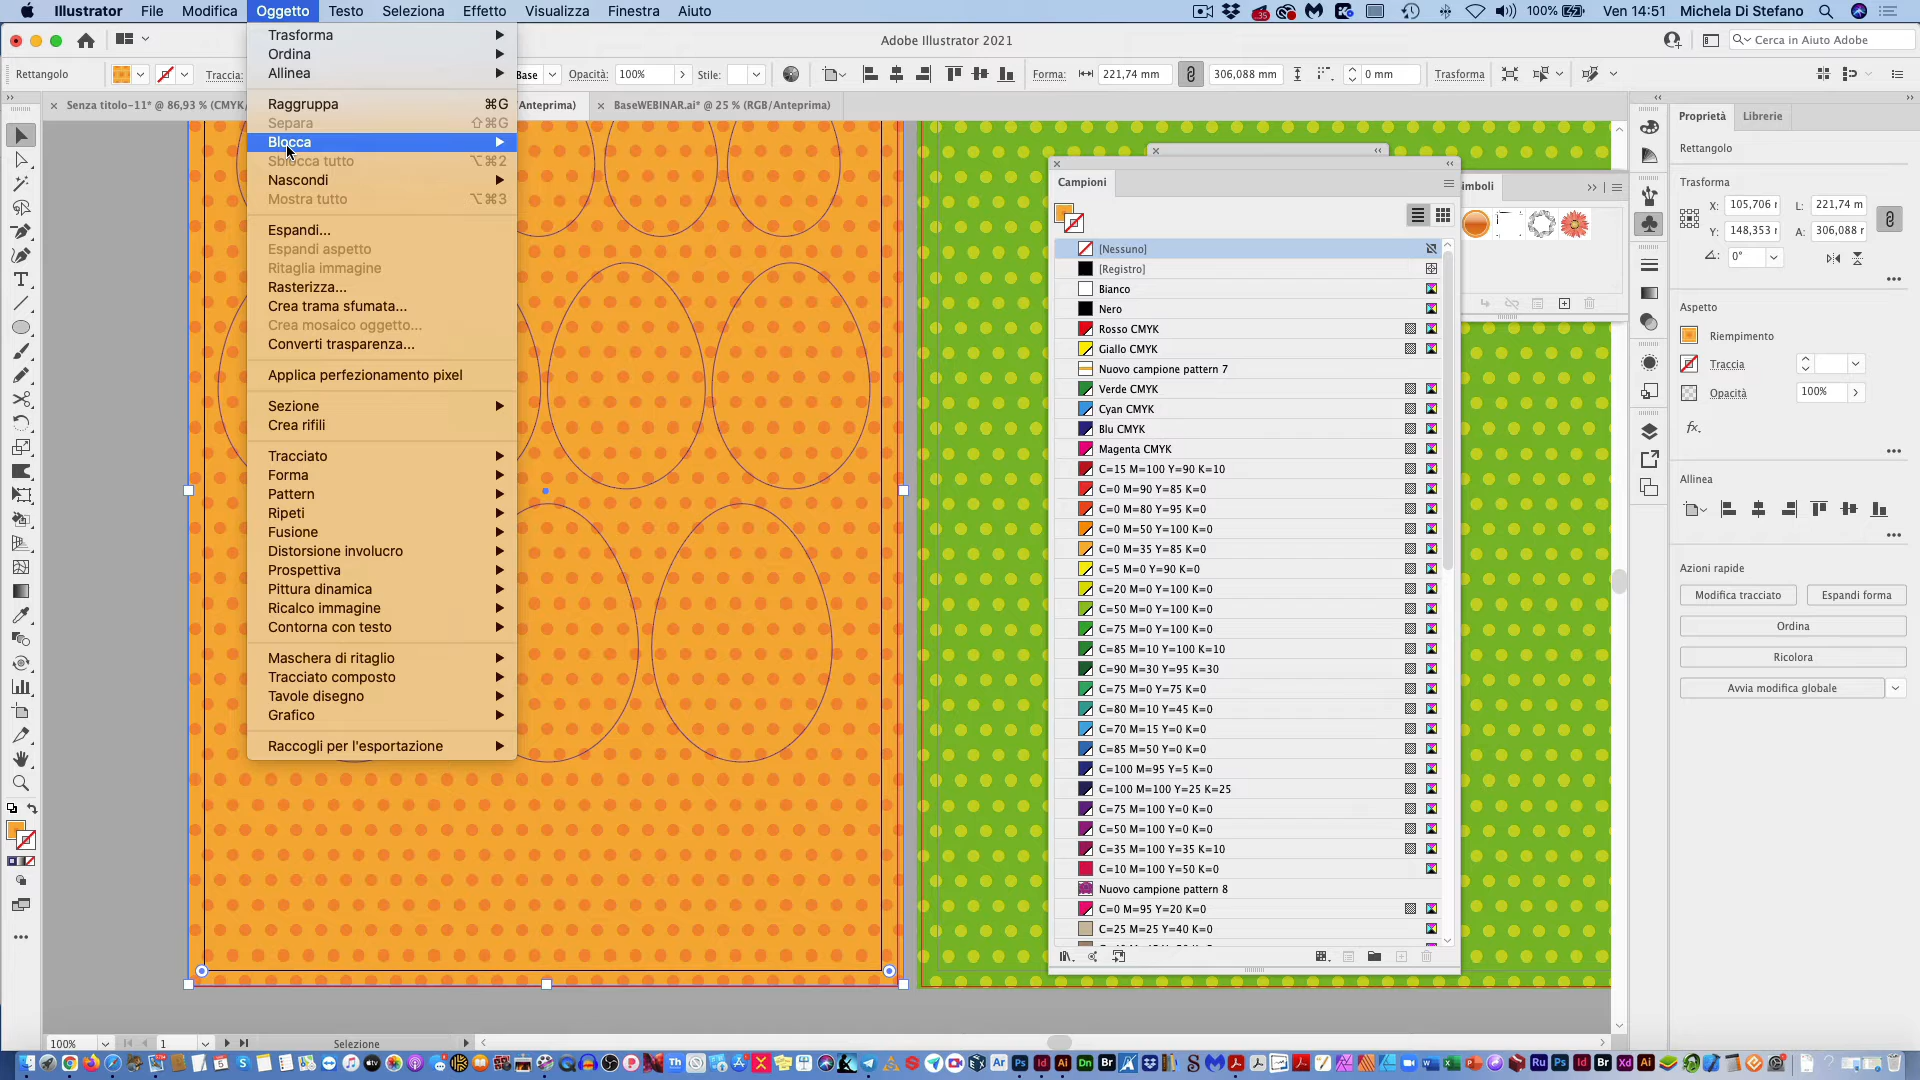 Illustrator File Modifica Oggetto Testo Seleziona Effetto Visualizza Finestra Aiuto
35
100% Ven 14:51 Michela Di Stefano
Adobe Illustrator 2021
Cerca in Aiuto Adobe
Rettangolo
Traccia:
Base
Opacità: 100%
Stile:
Forma: 221,74 mm 306,088 mm 0 mm Trasforma
× Senza titolo-11* @ 86,93 % (CMYK/
Anteprima)
× BaseWEBINAR.ai* @ 25 % (RGB/Anteprima)
Trasforma
Ordina
Allinea
Raggruppa ⌘G
Separa ⇧⌘G
Blocca
Sblocca tutto ⌥⌘2
Nascondi
Mostra tutto ⌥⌘3
Espandi...
Espandi aspetto
Ritaglia immagine
Rasterizza...
Crea trama sfumata...
Crea mosaico oggetto...
Converti trasparenza...
Applica perfezionamento pixel
Sezione
Crea rifili
Tracciato
Forma
Pattern
Ripeti
Fusione
Distorsione involucro
Prospettiva
Pittura dinamica
Ricalco immagine
Contorna con testo
Maschera di ritaglio
Tracciato composto
Tavole disegno
Grafico
Raccogli per l'esportazione
Campioni
[Nessuno]
[Registro]
Bianco
Nero
Rosso CMYK
Giallo CMYK
Nuovo campione pattern 7
Verde CMYK
Cyan CMYK
Blu CMYK
Magenta CMYK
C=15 M=100 Y=90 K=10
C=0 M=90 Y=85 K=0
C=0 M=80 Y=95 K=0
C=0 M=50 Y=100 K=0
C=0 M=35 Y=85 K=0
C=5 M=0 Y=90 K=0
C=20 M=0 Y=100 K=0
C=50 M=0 Y=100 K=0
C=75 M=0 Y=100 K=0
C=85 M=10 Y=100 K=10
C=90 M=30 Y=95 K=30
C=75 M=0 Y=75 K=0
C=80 M=10 Y=45 K=0
C=70 M=15 Y=0 K=0
C=85 M=50 Y=0 K=0
C=100 M=95 Y=5 K=0
C=100 M=100 Y=25 K=25
C=75 M=100 Y=0 K=0
C=50 M=100 Y=0 K=0
C=35 M=100 Y=35 K=10
C=10 M=100 Y=50 K=0
Nuovo campione pattern 8
C=0 M=95 Y=20 K=0
C=25 M=25 Y=40 K=0
imboli
Proprietà Librerie
Rettangolo
Trasforma
X: 105,706 r L: 221,74 m
Y: 148,353 r A: 306,088 r
0°
Aspetto
Riempimento
Traccia
Opacità 100%
fx.
Allinea
Azioni rapide
Modifica tracciato Espandi forma
Ordina
Ricolora
Avvia modifica globale
100% 1 Selezione